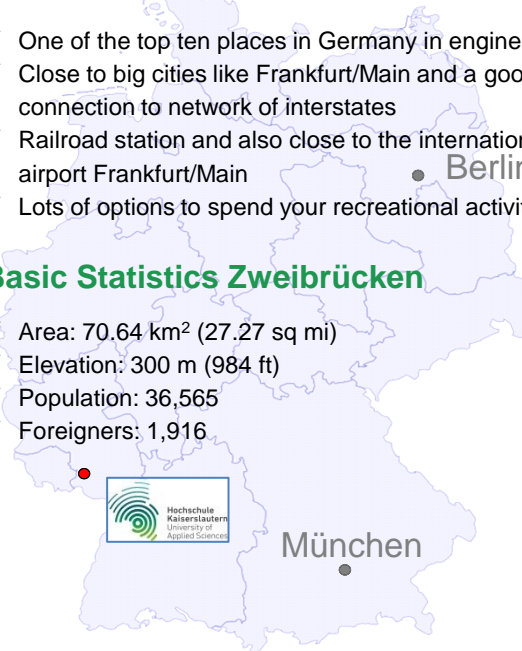 One of the top ten places in Germany in engine
Close to big cities like Frankfurt/Main and a goo
connection to network of interstates
Railroad station and also close to the internation
airport Frankfurt/Main
Berlin
Lots of options to spend your recreational activit
Basic Statistics Zweibrücken
Area: 70.64 km² (27.27 sq mi)
Elevation: 300 m (984 ft)
Population: 36,565
Foreigners: 1,916
Hochschule
Kaiserslautern
University of
Applied Sciences
München